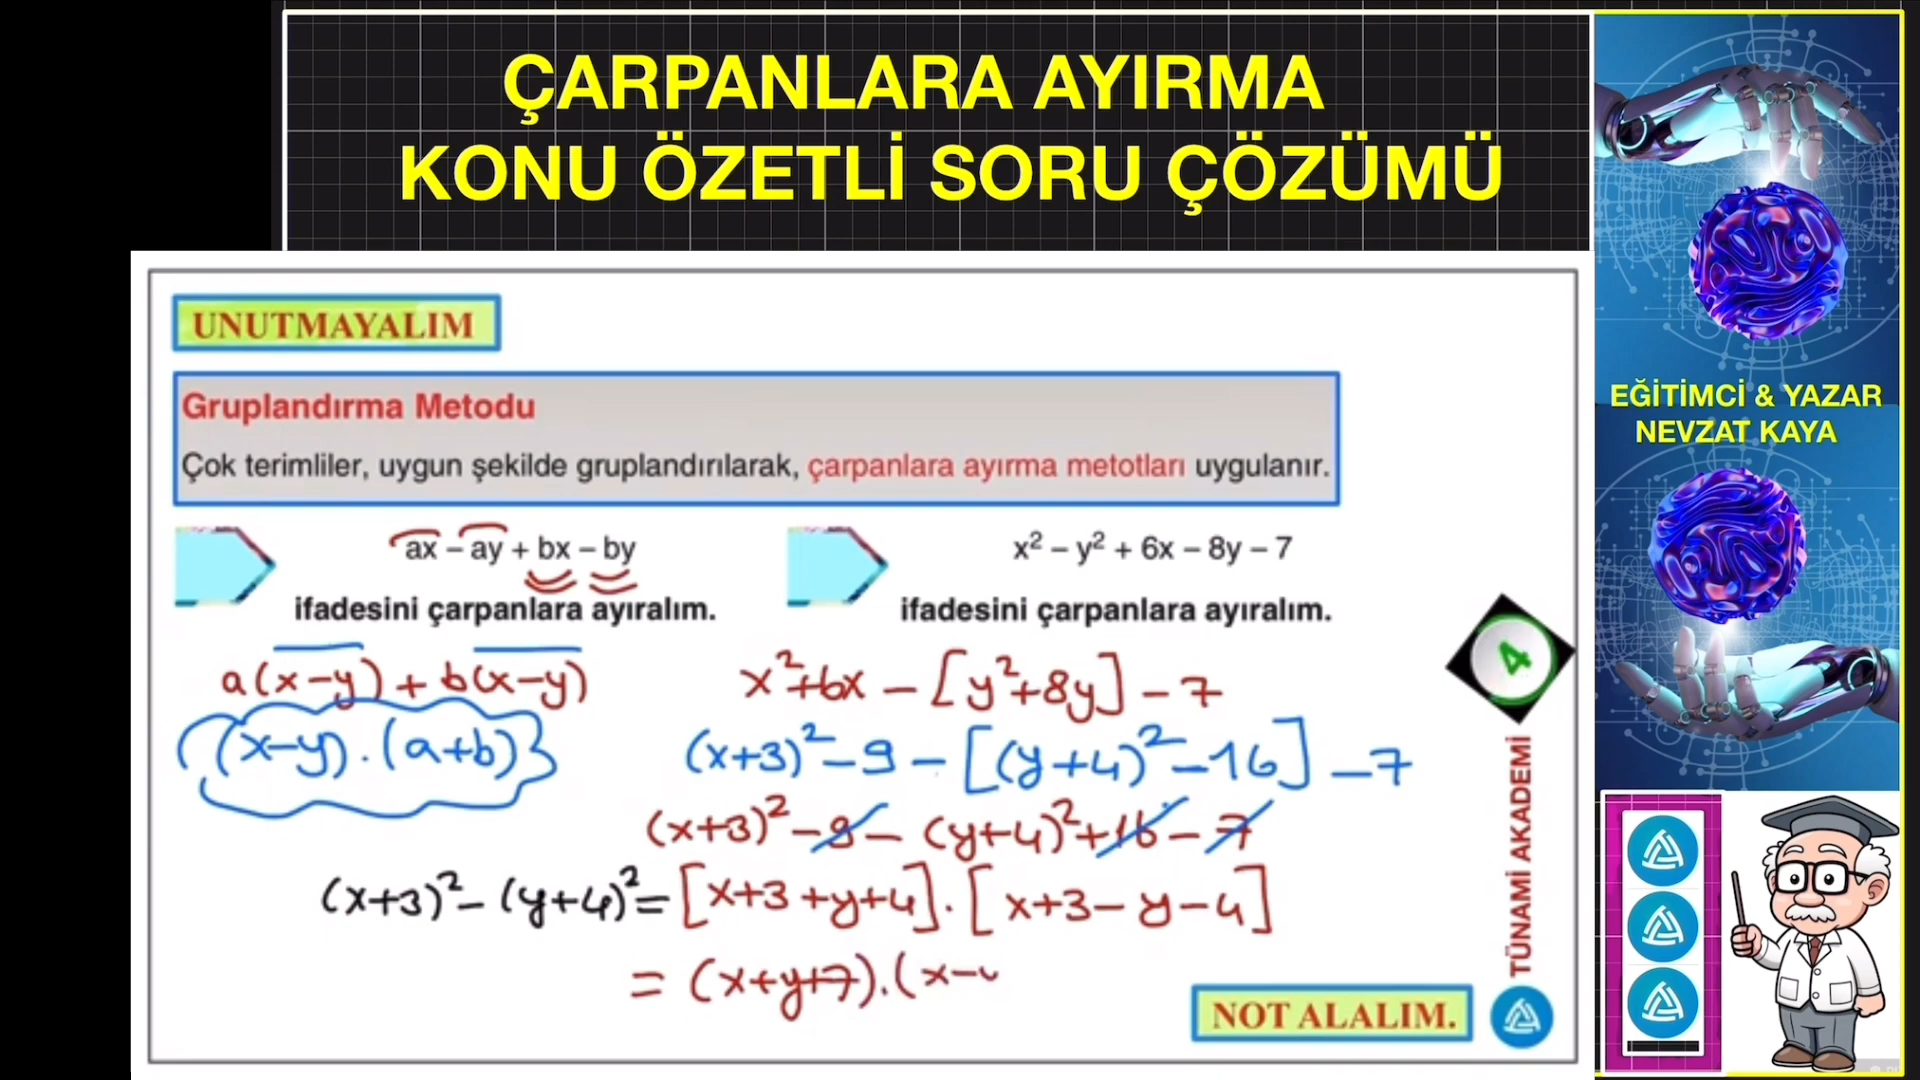 ÇARPANLARA AYIRMA
KONU ÖZETLİ SORU ÇÖZÜMÜ
EĞİTİMCİ & YAZAR
NEVZAT KAYA
UNUTMAYALIM
Gruplandırma Metodu
Çok terimliler, uygun şekilde gruplandırılarak, çarpanlara ayırma metotları uygulanır.
ax – ay + bx – by
ifadesini çarpanlara ayıralım.
a(x-y) + b(x-y)
(x-y).(a+b)
x² – y² + 6x – 8y – 7
ifadesini çarpanlara ayıralım.
x²+6x – [y²+8y] – 7
(x+3)² – 9 – [(y+4)² – 16] – 7
(x+3)² – 9 – (y+4)² + 16 – 7
(x+3)² – (y+4)² = [x+3+y+4].[x+3–y–4]
= (x+y+7).(x–
4
TÜNAMİ AKADEMİ
NOT ALALIM.